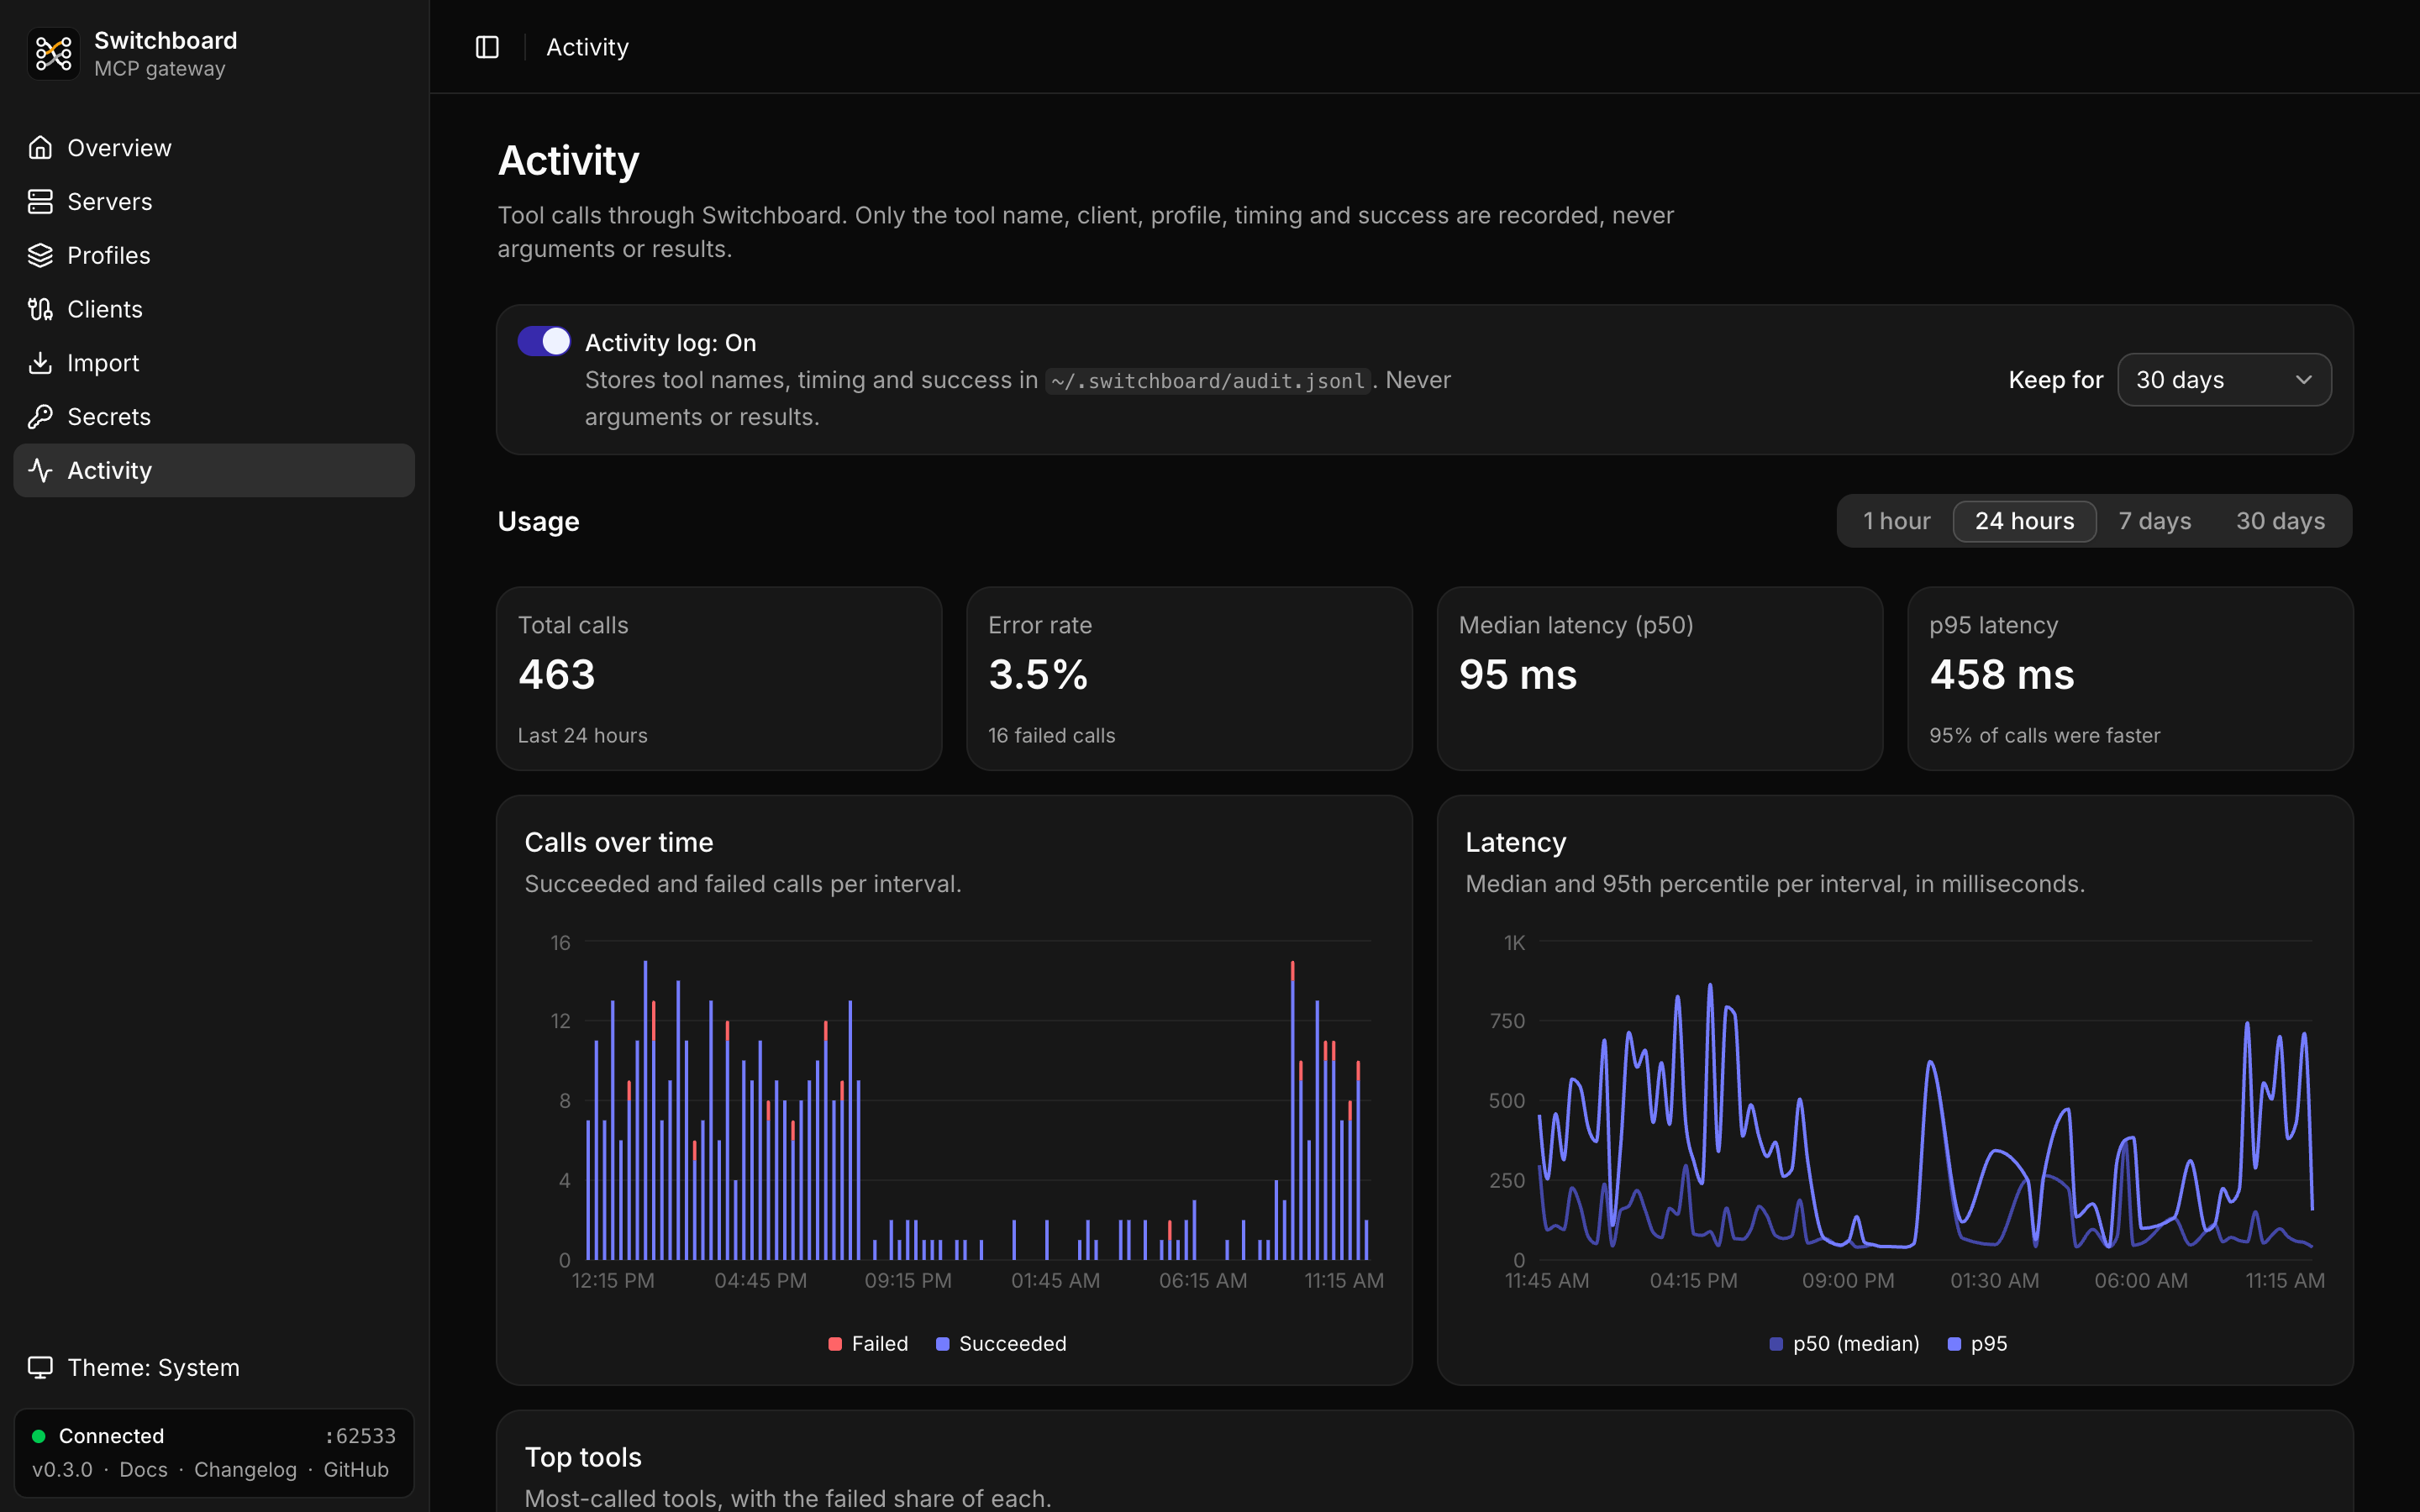 Switchboard
MCP gateway
Overview
Servers
Profiles
Clients
Import
Secrets
Activity
Theme: System
Connected :62533
v0.3.0 · Docs · Changelog · GitHub
Activity
Activity
Tool calls through Switchboard. Only the tool name, client, profile, timing and success are recorded, never
arguments or results.
Activity log: On
Stores tool names, timing and success in ~/.switchboard/audit.jsonl. Never
arguments or results.
Keep for 30 days
Usage
1 hour 24 hours 7 days 30 days
Total calls
463
Last 24 hours
Error rate
3.5%
16 failed calls
Median latency (p50)
95 ms
p95 latency
458 ms
95% of calls were faster
Calls over time
Succeeded and failed calls per interval.
16
12
8
4
0
12:15 PM 04:45 PM 09:15 PM 01:45 AM 06:15 AM 11:15 AM
Failed Succeeded
Latency
Median and 95th percentile per interval, in milliseconds.
1K
750
500
250
0
11:45 AM 04:15 PM 09:00 PM 01:30 AM 06:00 AM 11:15 AM
p50 (median) p95
Top tools
Most-called tools, with the failed share of each.